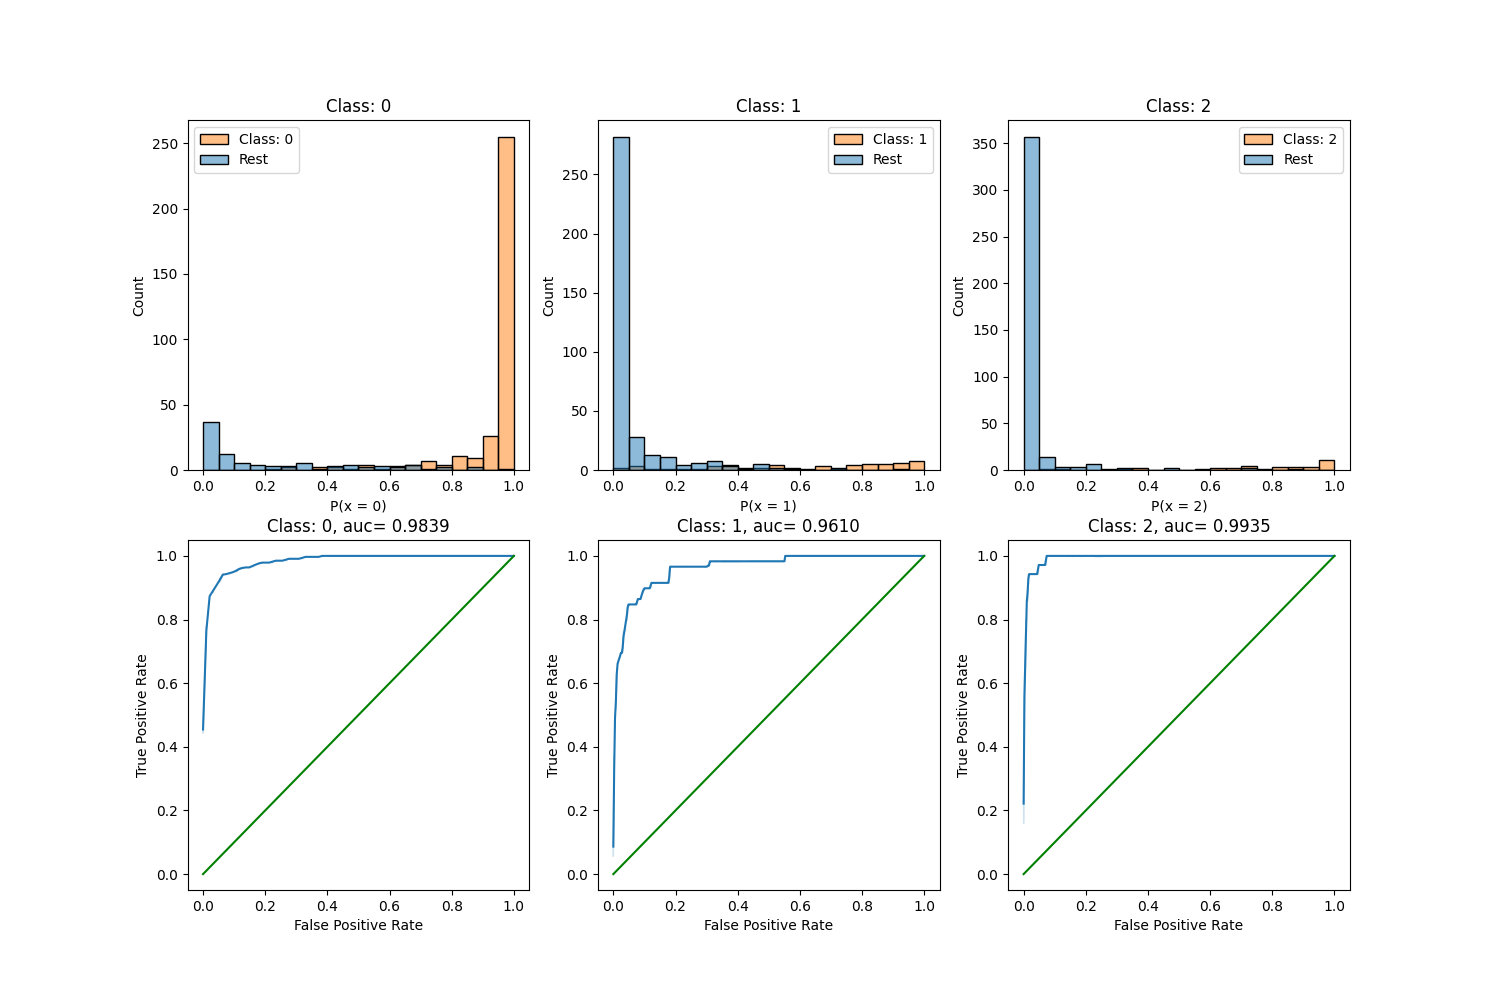 Class: 0
Class: 0
Rest
250
200
150
100
50
0
Count
0.0 0.2 0.4 0.6 0.8 1.0
P(x = 0)
Class: 1
Class: 1
Rest
250
200
150
100
50
0
Count
0.0 0.2 0.4 0.6 0.8 1.0
P(x = 1)
Class: 2
Class: 2
Rest
350
300
250
200
150
100
50
0
Count
0.0 0.2 0.4 0.6 0.8 1.0
P(x = 2)
Class: 0, auc= 0.9839
1.0
0.8
0.6
0.4
0.2
0.0
True Positive Rate
0.0 0.2 0.4 0.6 0.8 1.0
False Positive Rate
Class: 1, auc= 0.9610
1.0
0.8
0.6
0.4
0.2
0.0
True Positive Rate
0.0 0.2 0.4 0.6 0.8 1.0
False Positive Rate
Class: 2, auc= 0.9935
1.0
0.8
0.6
0.4
0.2
0.0
True Positive Rate
0.0 0.2 0.4 0.6 0.8 1.0
False Positive Rate